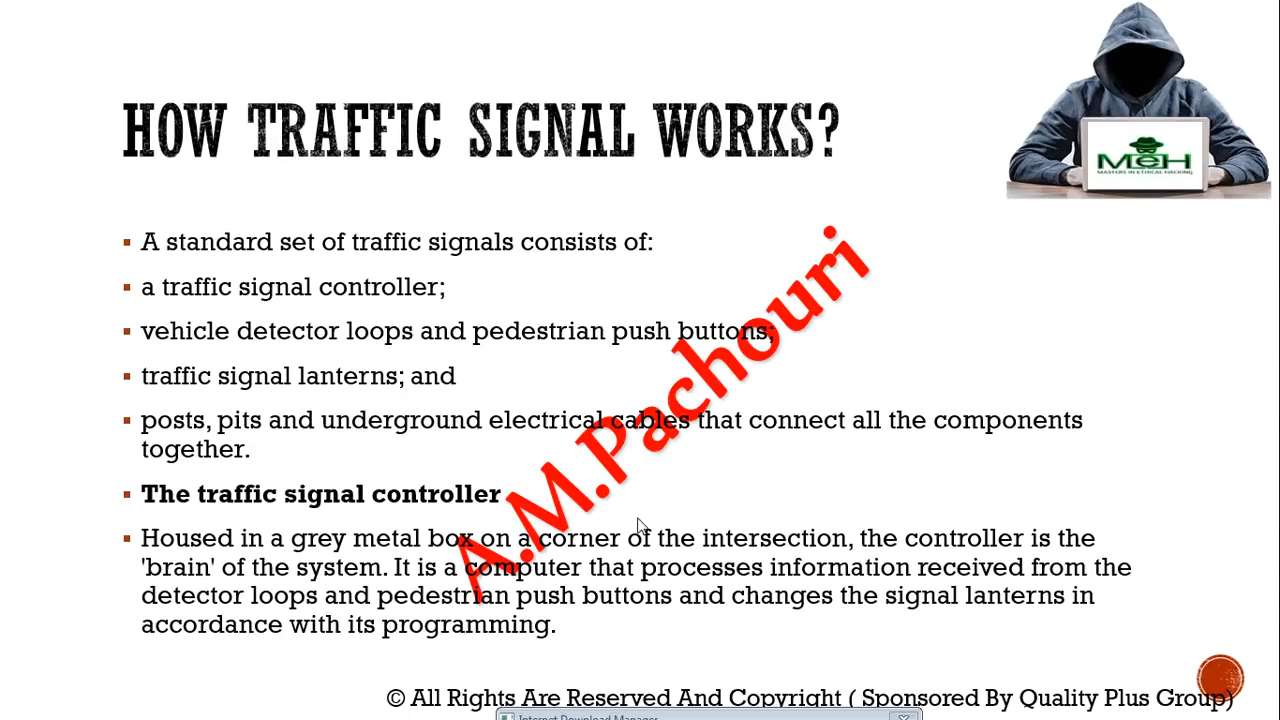 HOW TRAFFIC SIGNAL WORKS?
MEH
MASTERS IN ETHICAL HACKING
▪ A standard set of traffic signals consists of:
▪ a traffic signal controller;
▪ vehicle detector loops and pedestrian push buttons;
▪ traffic signal lanterns; and
▪ posts, pits and underground electrical cables that connect all the components
together.
▪ The traffic signal controller
▪ Housed in a grey metal box on a corner of the intersection, the controller is the
'brain' of the system. It is a computer that processes information received from the
detector loops and pedestrian push buttons and changes the signal lanterns in
accordance with its programming.
A.M.Pachouri
© All Rights Are Reserved And Copyright ( Sponsored By Quality Plus Group)
Internet Download Manager